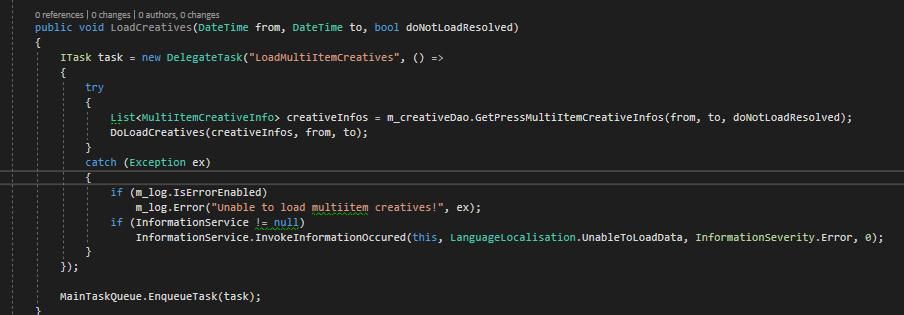 0 references | 0 changes | 0 authors, 0 changes
public void LoadCreatives(DateTime from, DateTime to, bool doNotLoadResolved)
{
ITask task = new DelegateTask("LoadMultiItemCreatives", () =>
{
try
{
List<MultiItemCreativeInfo> creativeInfos = m_creativeDao.GetPressMultiItemCreativeInfos(from, to, doNotLoadResolved);
DoLoadCreatives(creativeInfos, from, to);
}
catch (Exception ex)
{
if (m_log.IsErrorEnabled)
m_log.Error("Unable to load multiitem creatives!", ex);
if (InformationService != null)
InformationService.InvokeInformationOccured(this, LanguageLocalisation.UnableToLoadData, InformationSeverity.Error, 0);
}
});
MainTaskQueue.EnqueueTask(task);
}